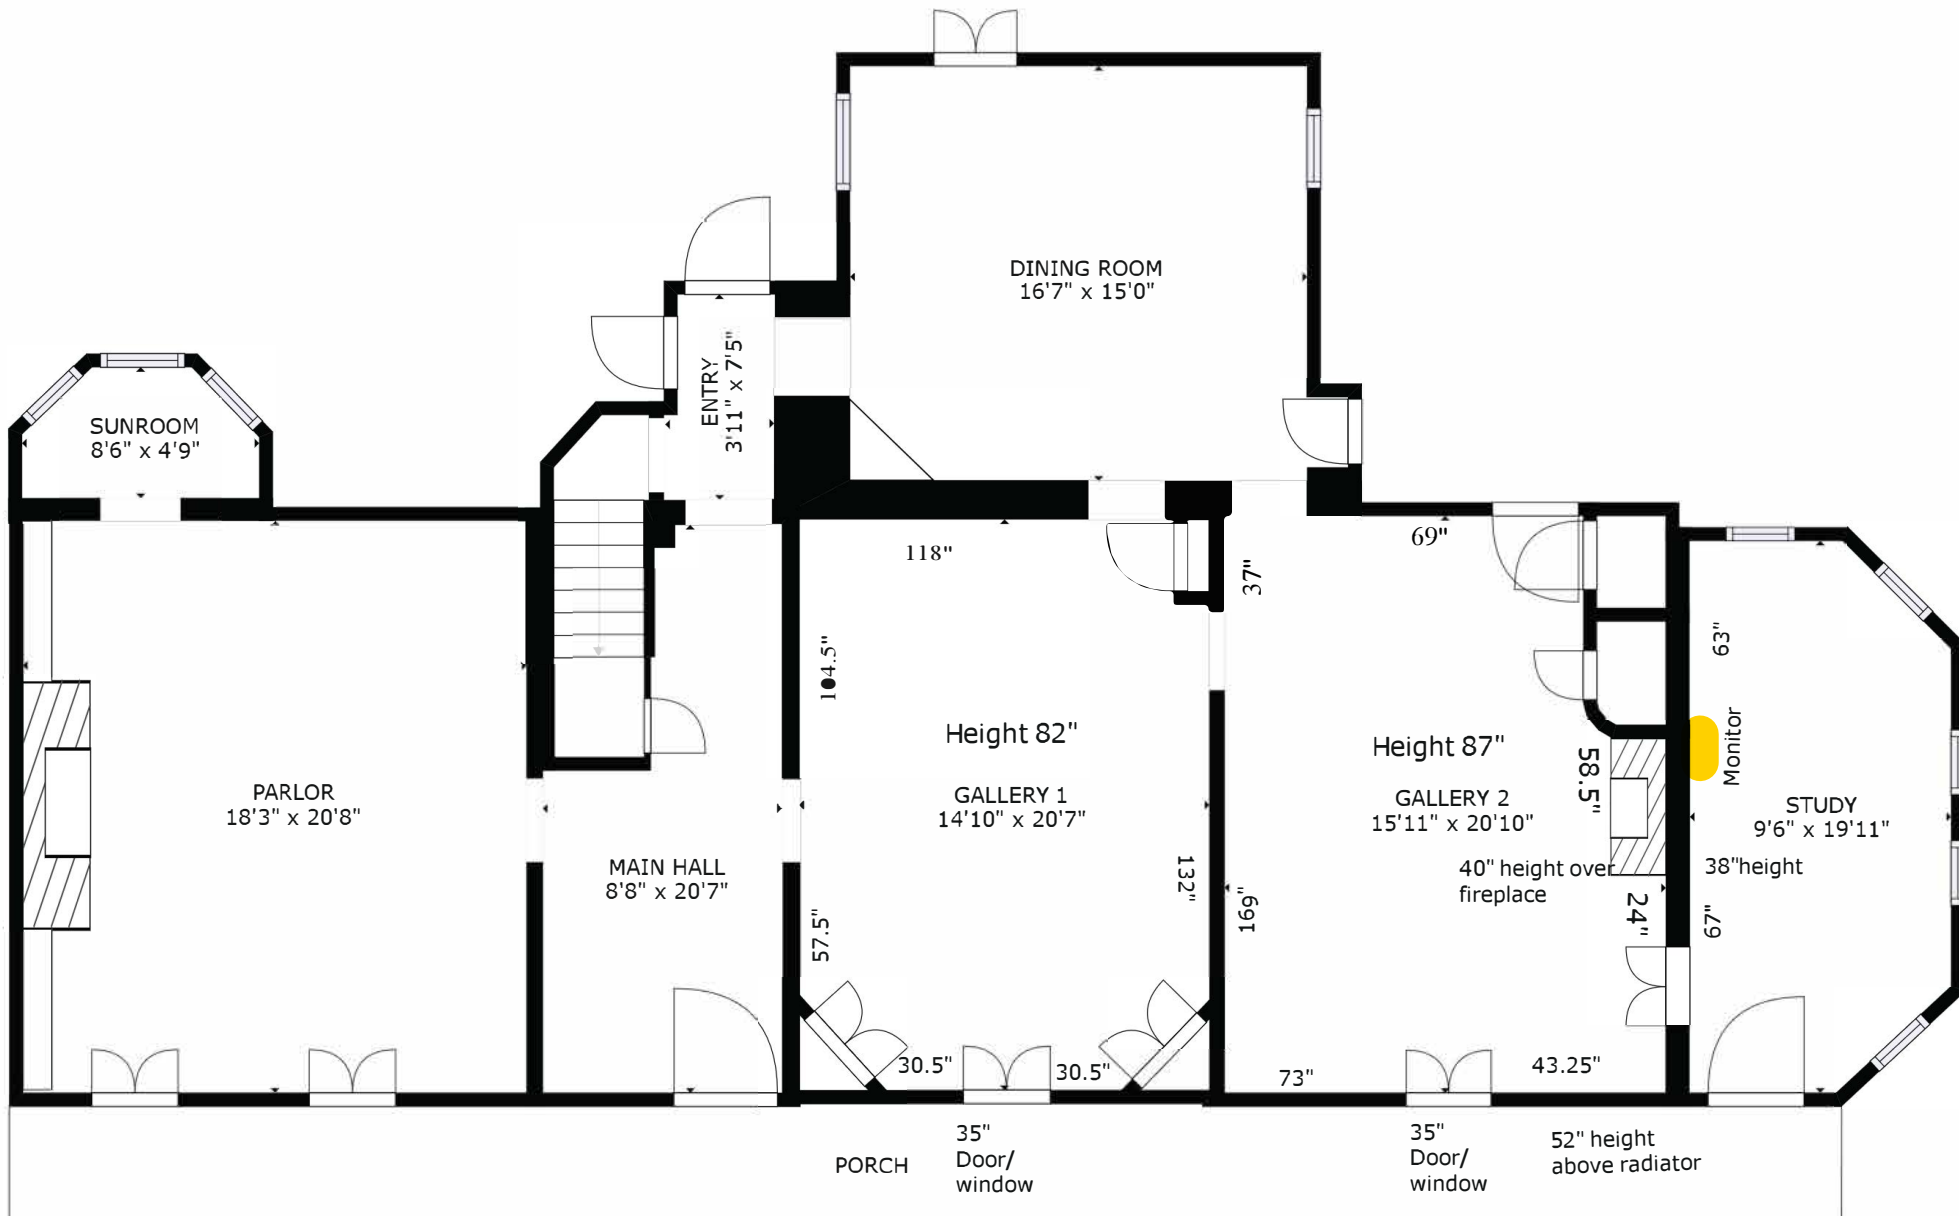 DINING ROOM
16'7" x 15'0"
ENTRY
3'11" x 7'5"
SUNROOM
8'6" x 4'9"
118"
69"
37"
104.5"
63"
Height 82"
Height 87"
Monitor
58.5"
PARLOR
18'3" x 20'8"
GALLERY 1
14'10" x 20'7"
GALLERY 2
15'11" x 20'10"
STUDY
9'6" x 19'11"
MAIN HALL
8'8" x 20'7"
132"
40" height over
fireplace
38"height
57.5"
169"
24"
67"
30.5"
30.5"
73"
43.25"
PORCH
35"
Door/
window
35"
Door/
window
52" height
above radiator